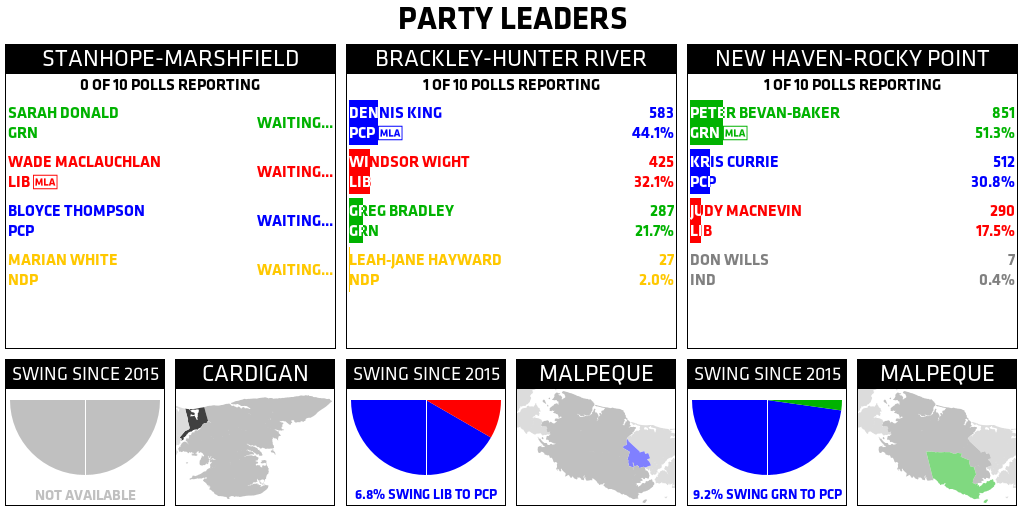 PARTY LEADERS
STANHOPE-MARSHFIELD
0 OF 10 POLLS REPORTING
SARAH DONALD
GRN
WAITING...
WADE MACLAUCHLAN
LIB MLA
WAITING...
BLOYCE THOMPSON
PCP
WAITING...
MARIAN WHITE
NDP
WAITING...
BRACKLEY-HUNTER RIVER
1 OF 10 POLLS REPORTING
DENNIS KING 583
PCP MLA 44.1%
WINDSOR WIGHT 425
LIB 32.1%
GREG BRADLEY 287
GRN 21.7%
LEAH-JANE HAYWARD 27
NDP 2.0%
NEW HAVEN-ROCKY POINT
1 OF 10 POLLS REPORTING
PETER BEVAN-BAKER 851
GRN MLA 51.3%
KRIS CURRIE 512
PCP 30.8%
JUDY MACNEVIN 290
LIB 17.5%
DON WILLS 7
IND 0.4%
SWING SINCE 2015
NOT AVAILABLE
CARDIGAN
SWING SINCE 2015
6.8% SWING LIB TO PCP
MALPEQUE
SWING SINCE 2015
9.2% SWING GRN TO PCP
MALPEQUE